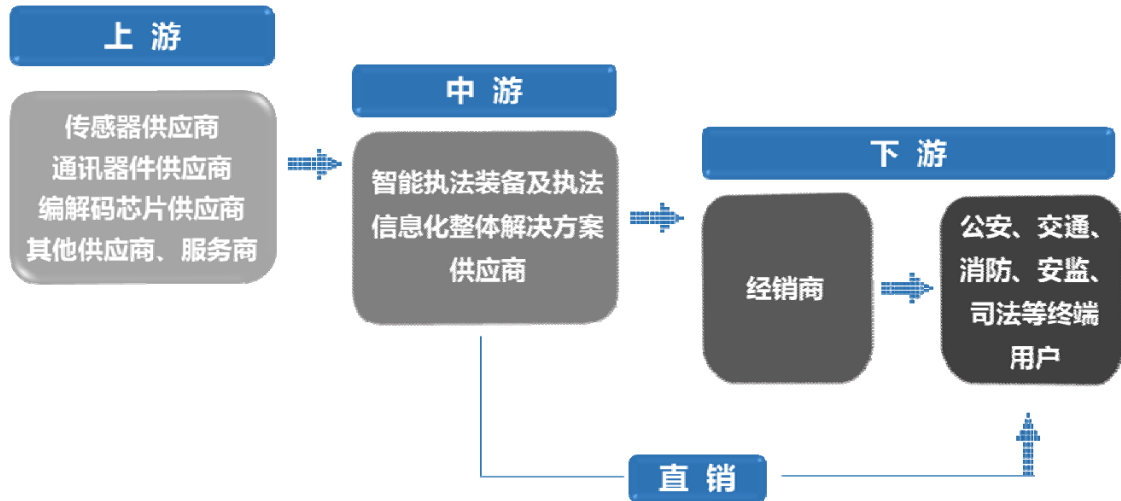 上 游
传感器供应商
通讯器件供应商
编解码芯片供应商
其他供应商、服务商
中 游
智能执法装备及执法
信息化整体解决方案
供应商
下 游
经销商
公安、交通、
消防、安监、
司法等终端
用户
直 销